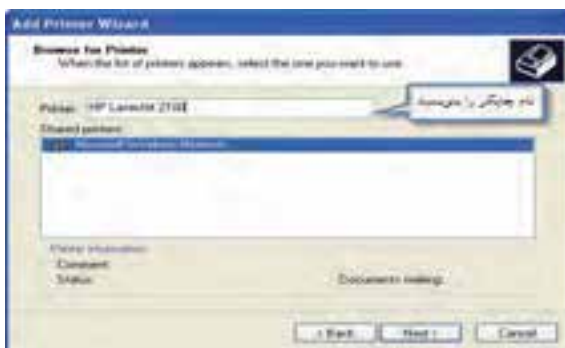 Add Printer Wizard
Browse for Printer
When the list of printers appears, select the one you want to use.
Printer: HP LaserJet 2100
نام چاپگر را بنویسید
Shared printers:
Microsoft Windows Network
Printer information
Comment:
Status:
Documents waiting:
< Back
Next >
Cancel